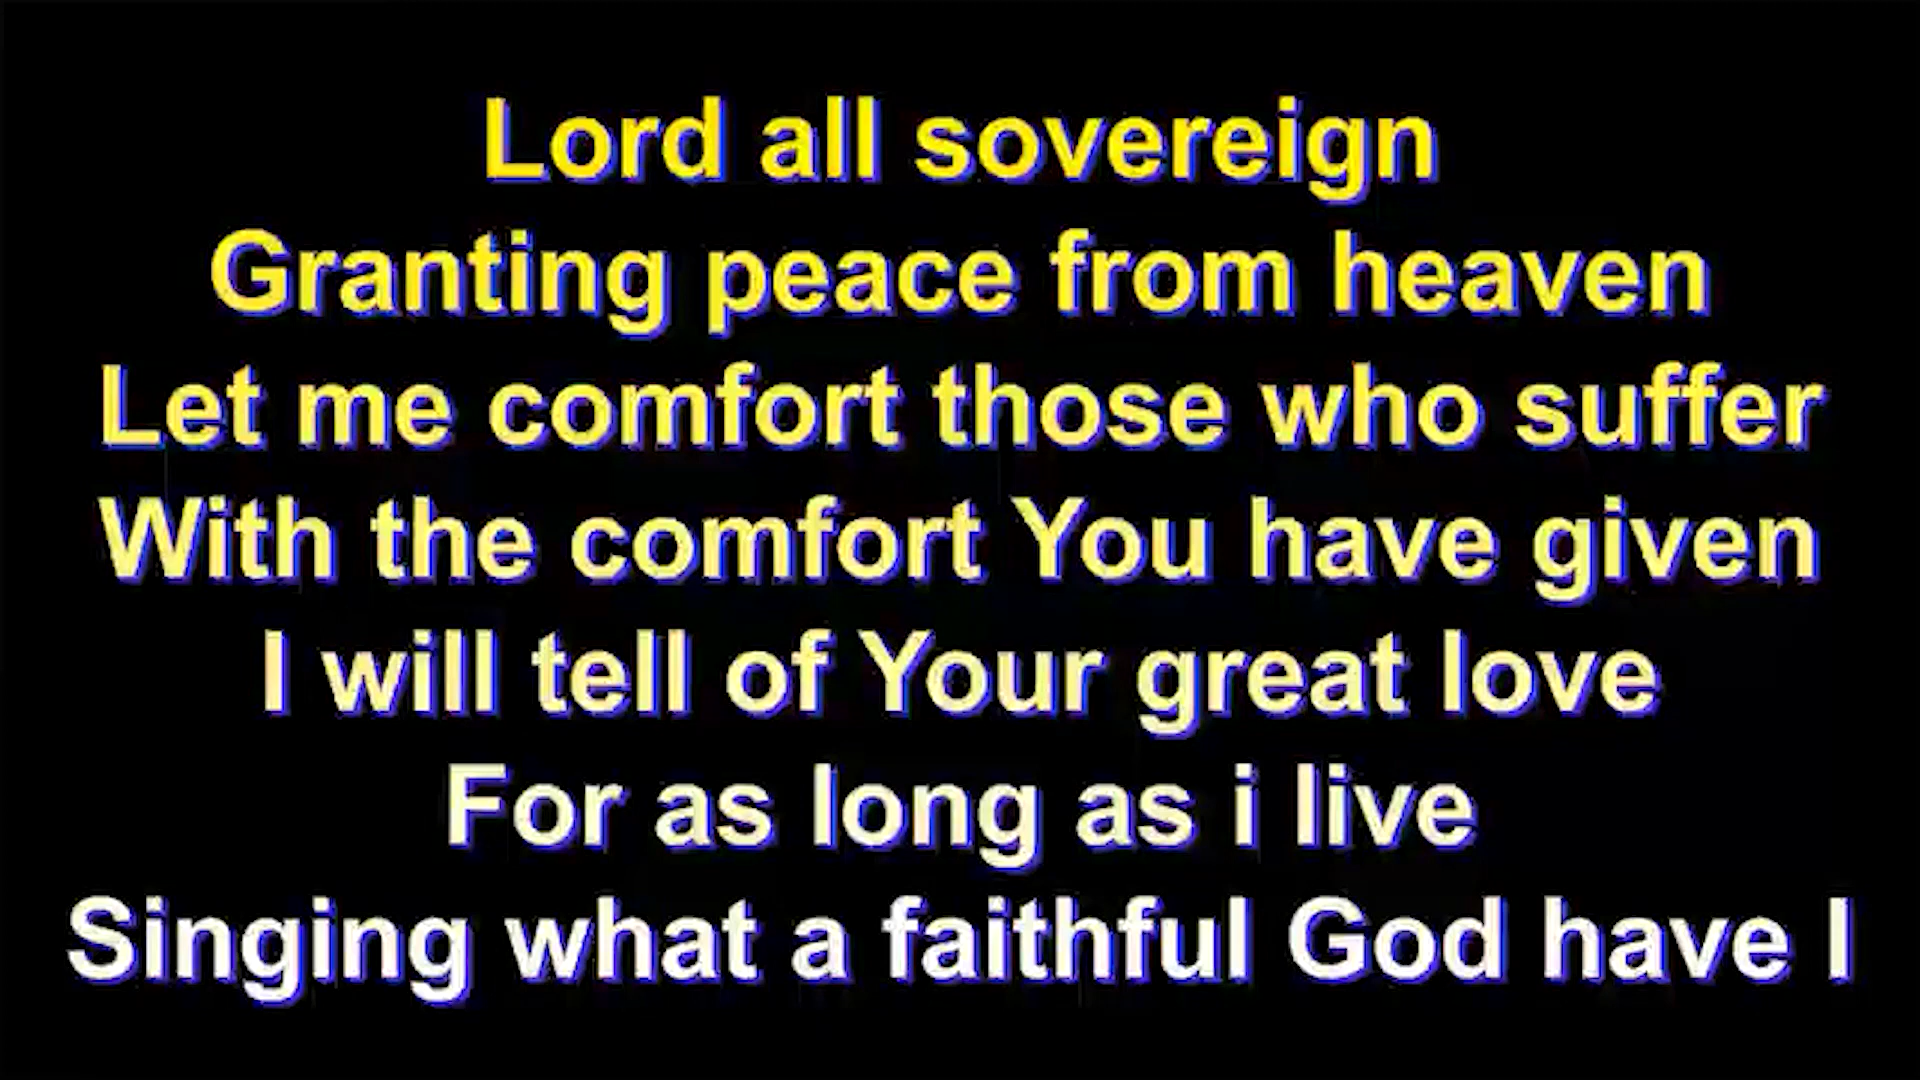 Lord all sovereign
Granting peace from heaven
Let me comfort those who suffer
With the comfort You have given
I will tell of Your great love
For as long as i live
Singing what a faithful God have I